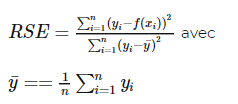 RSE = \frac{\sum_{i=1}^{n}(y_i - f(x_i))^2}{\sum_{i=1}^{n}(y_i - \bar{y})^2} avec
\bar{y} == \frac{1}{n} \sum_{i=1}^{n} y_i